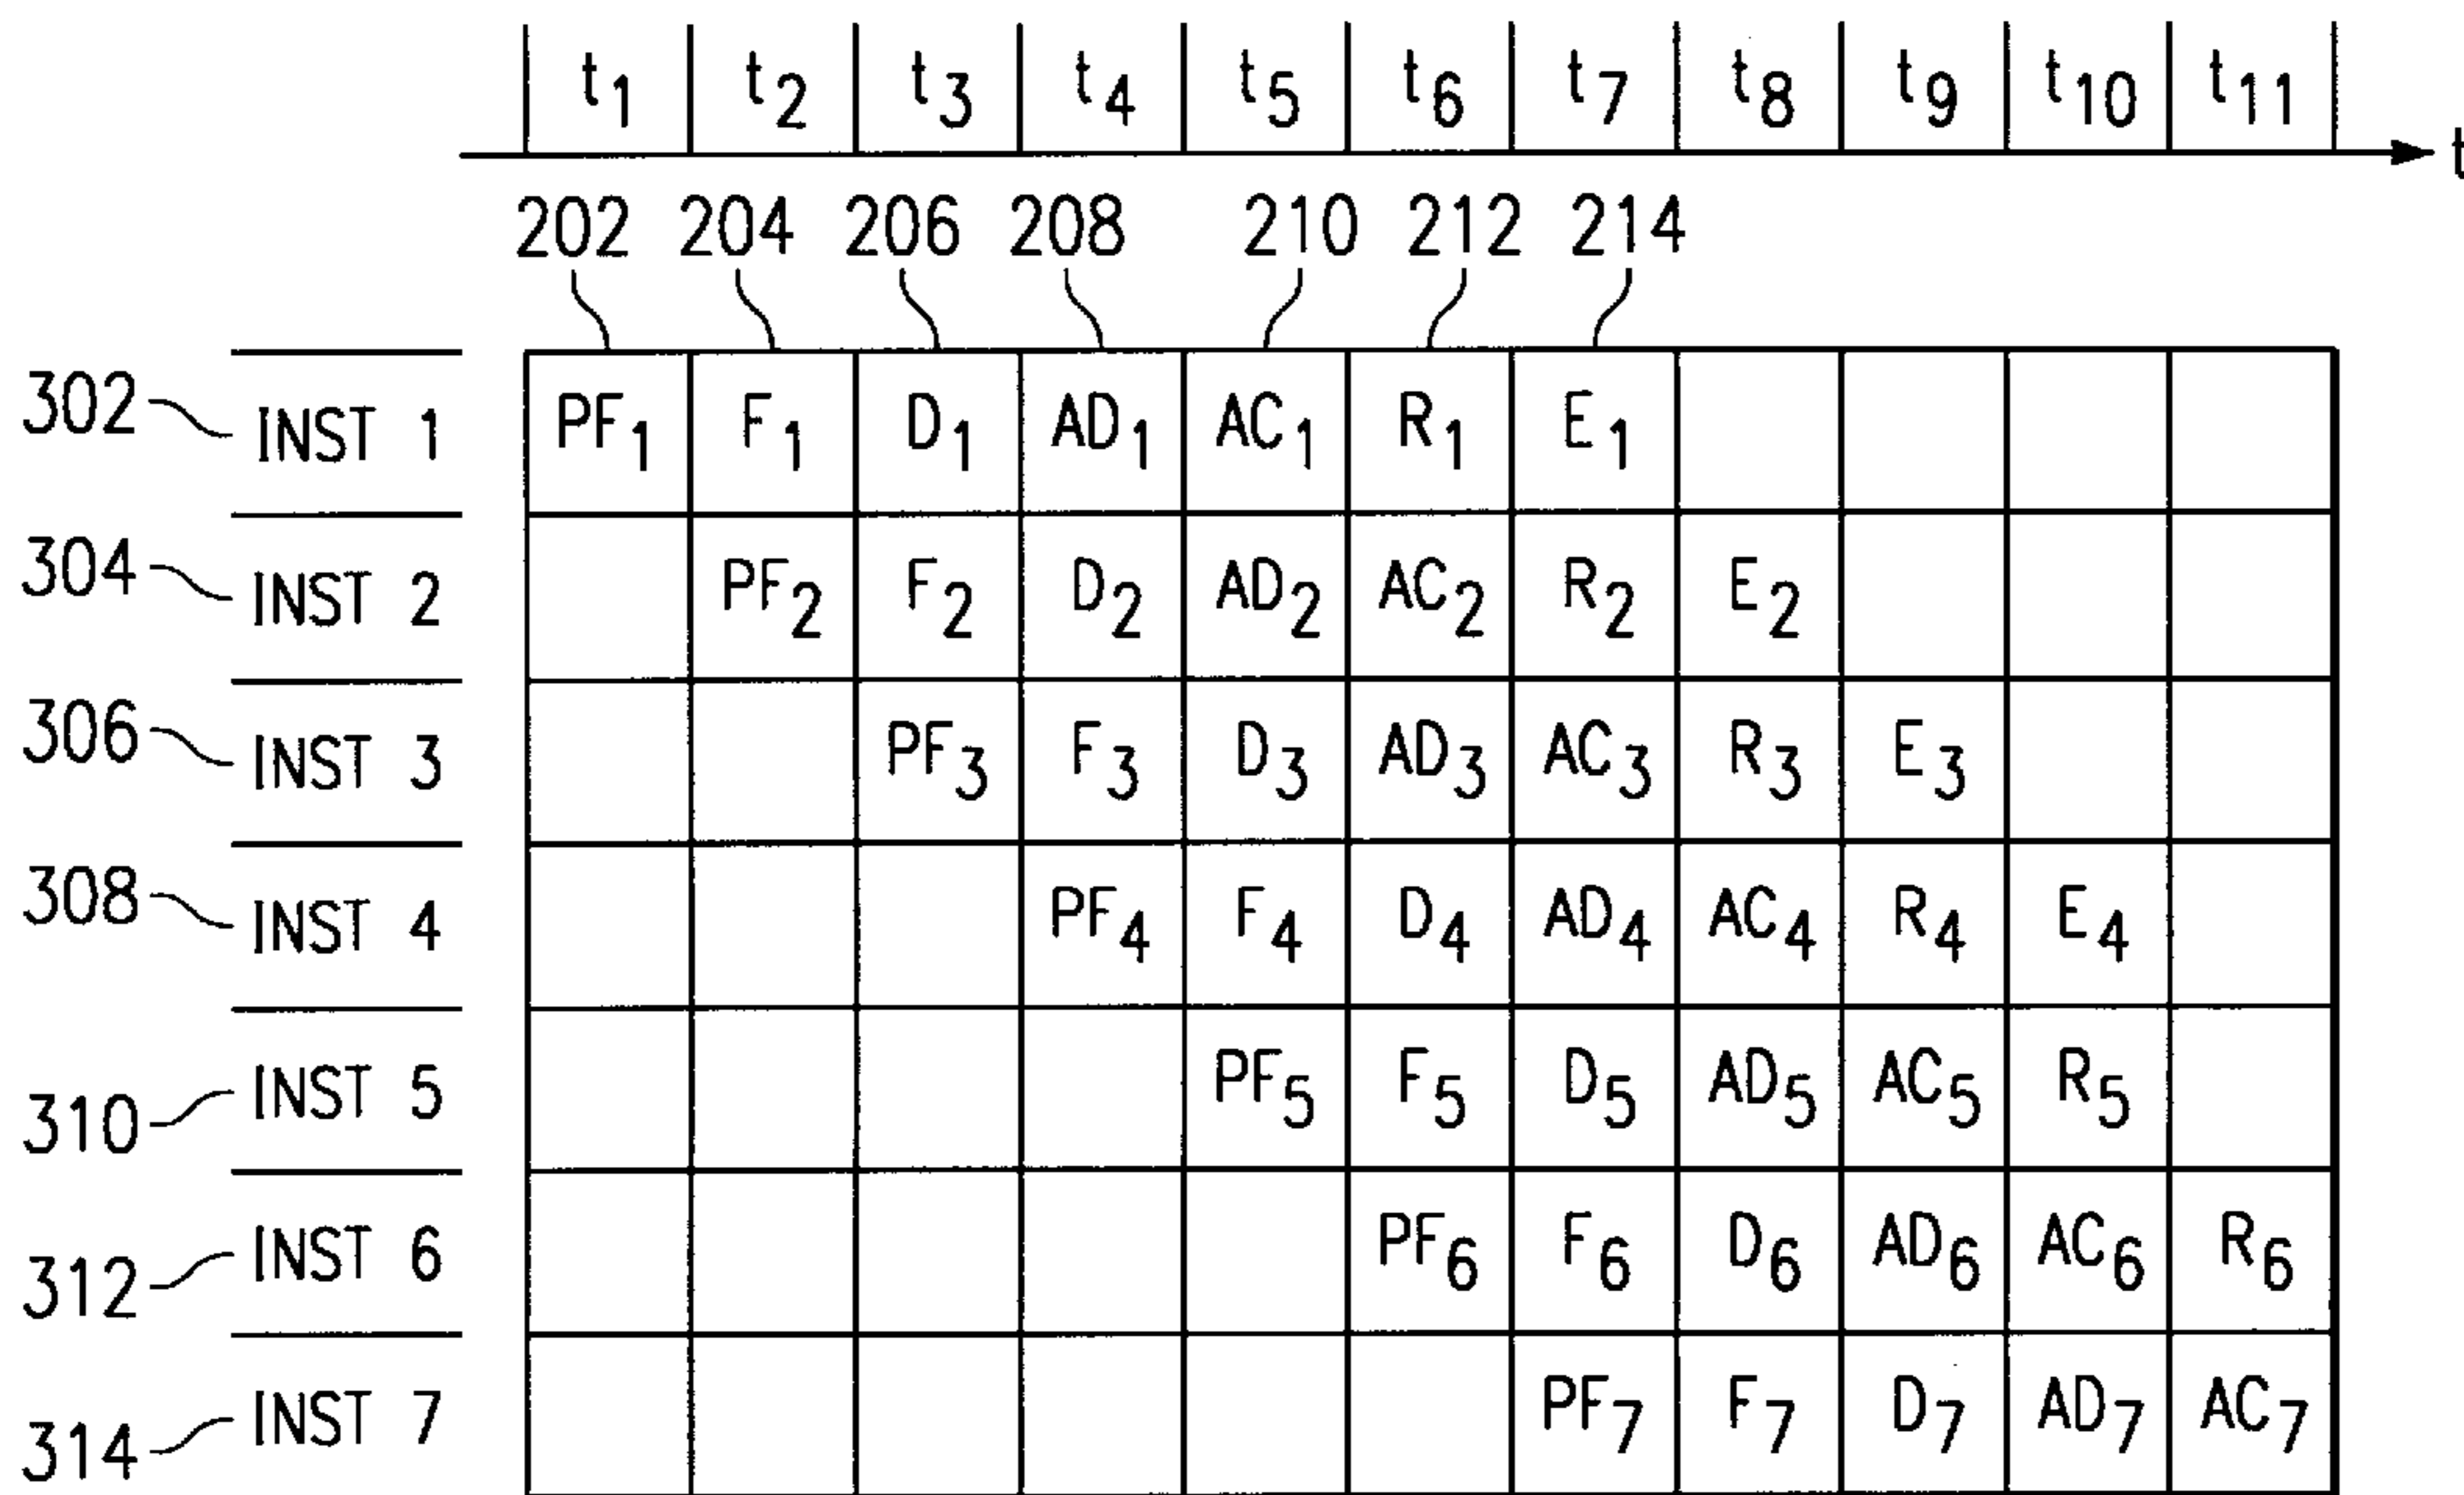 t1 t2 t3 t4 t5 t6 t7 t8 t9 t10 t11
t
202 204 206 208 210 212 214
302 INST 1 PF1 F1 D1 AD1 AC1 R1 E1
304 INST 2 PF2 F2 D2 AD2 AC2 R2 E2
306 INST 3 PF3 F3 D3 AD3 AC3 R3 E3
308 INST 4 PF4 F4 D4 AD4 AC4 R4 E4
310 INST 5 PF5 F5 D5 AD5 AC5 R5
312 INST 6 PF6 F6 D6 AD6 AC6 R6
314 INST 7 PF7 F7 D7 AD7 AC7